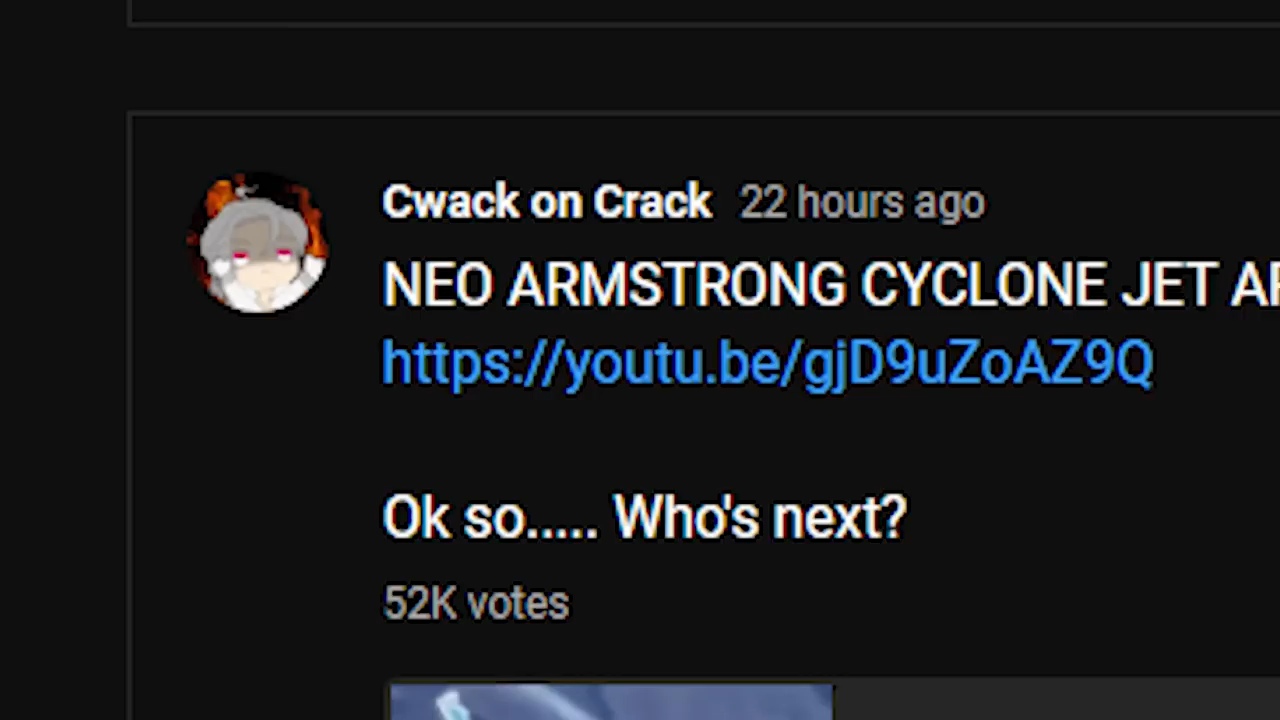 Cwack on Crack 22 hours ago
NEO ARMSTRONG CYCLONE JET
https://youtu.be/gjD9uZoAZ9Q
Ok so..... Who's next?
52K votes